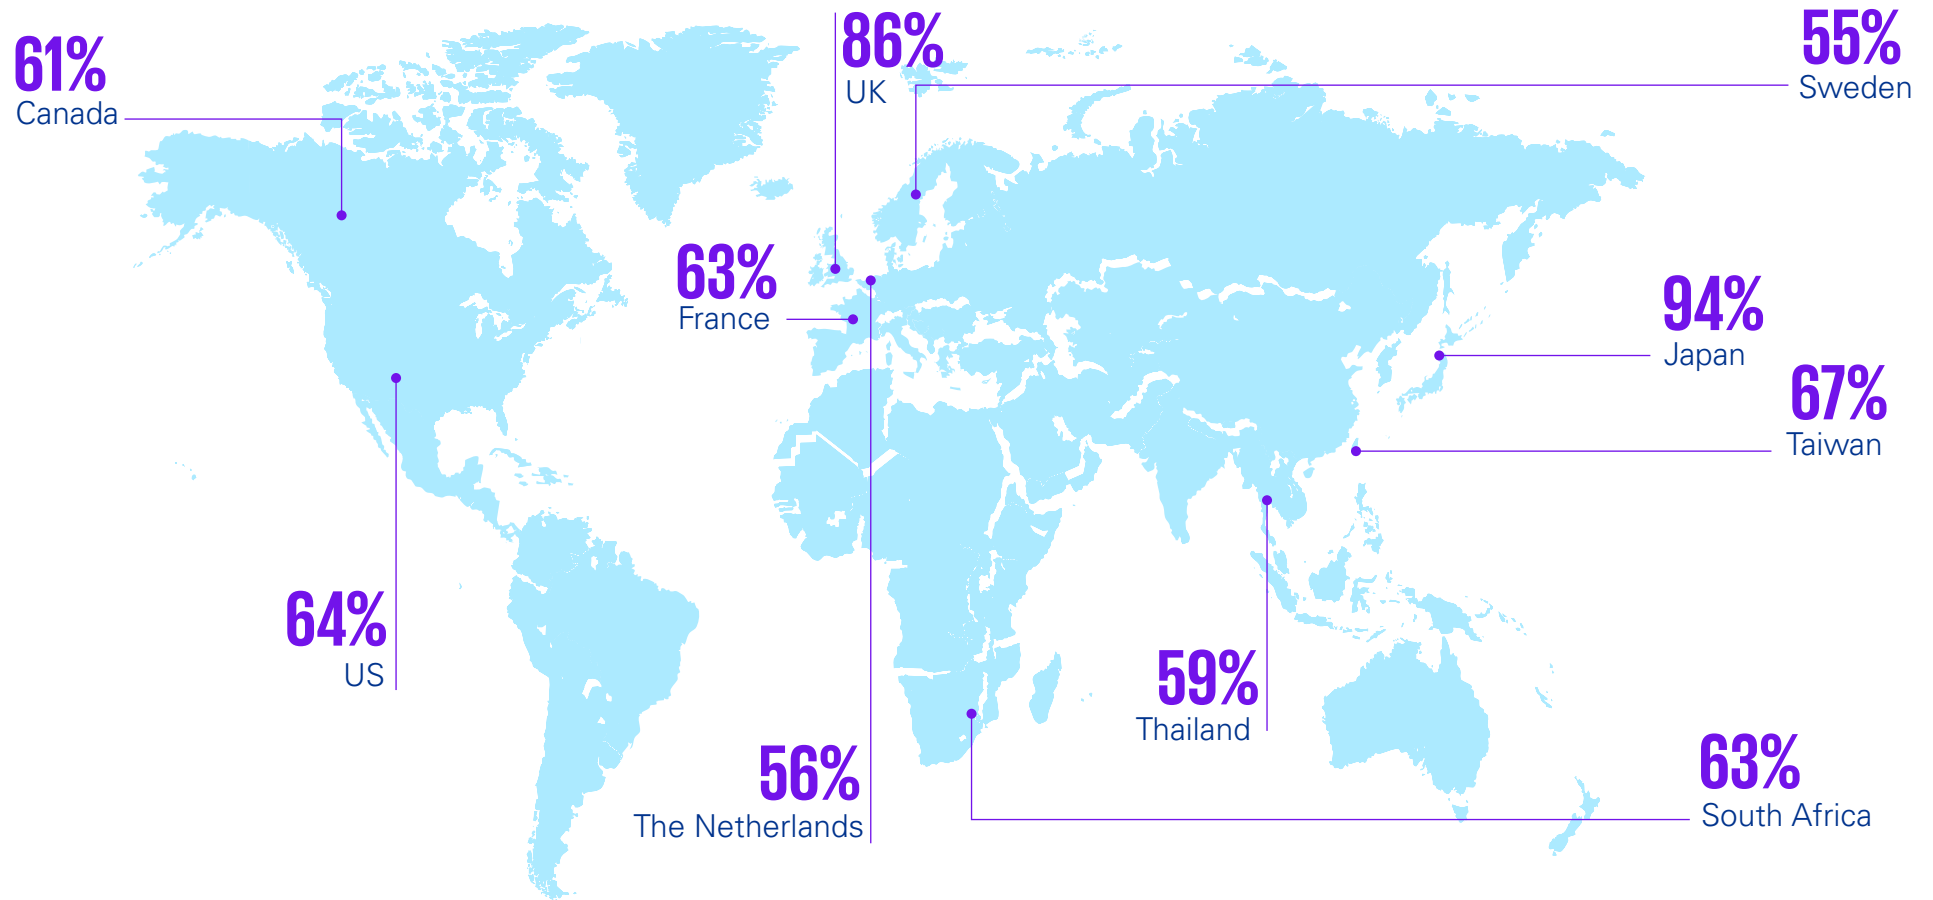 61%
Canada
86%
UK
55%
Sweden
63%
France
94%
Japan
67%
Taiwan
64%
US
59%
Thailand
56%
The Netherlands
63%
South Africa